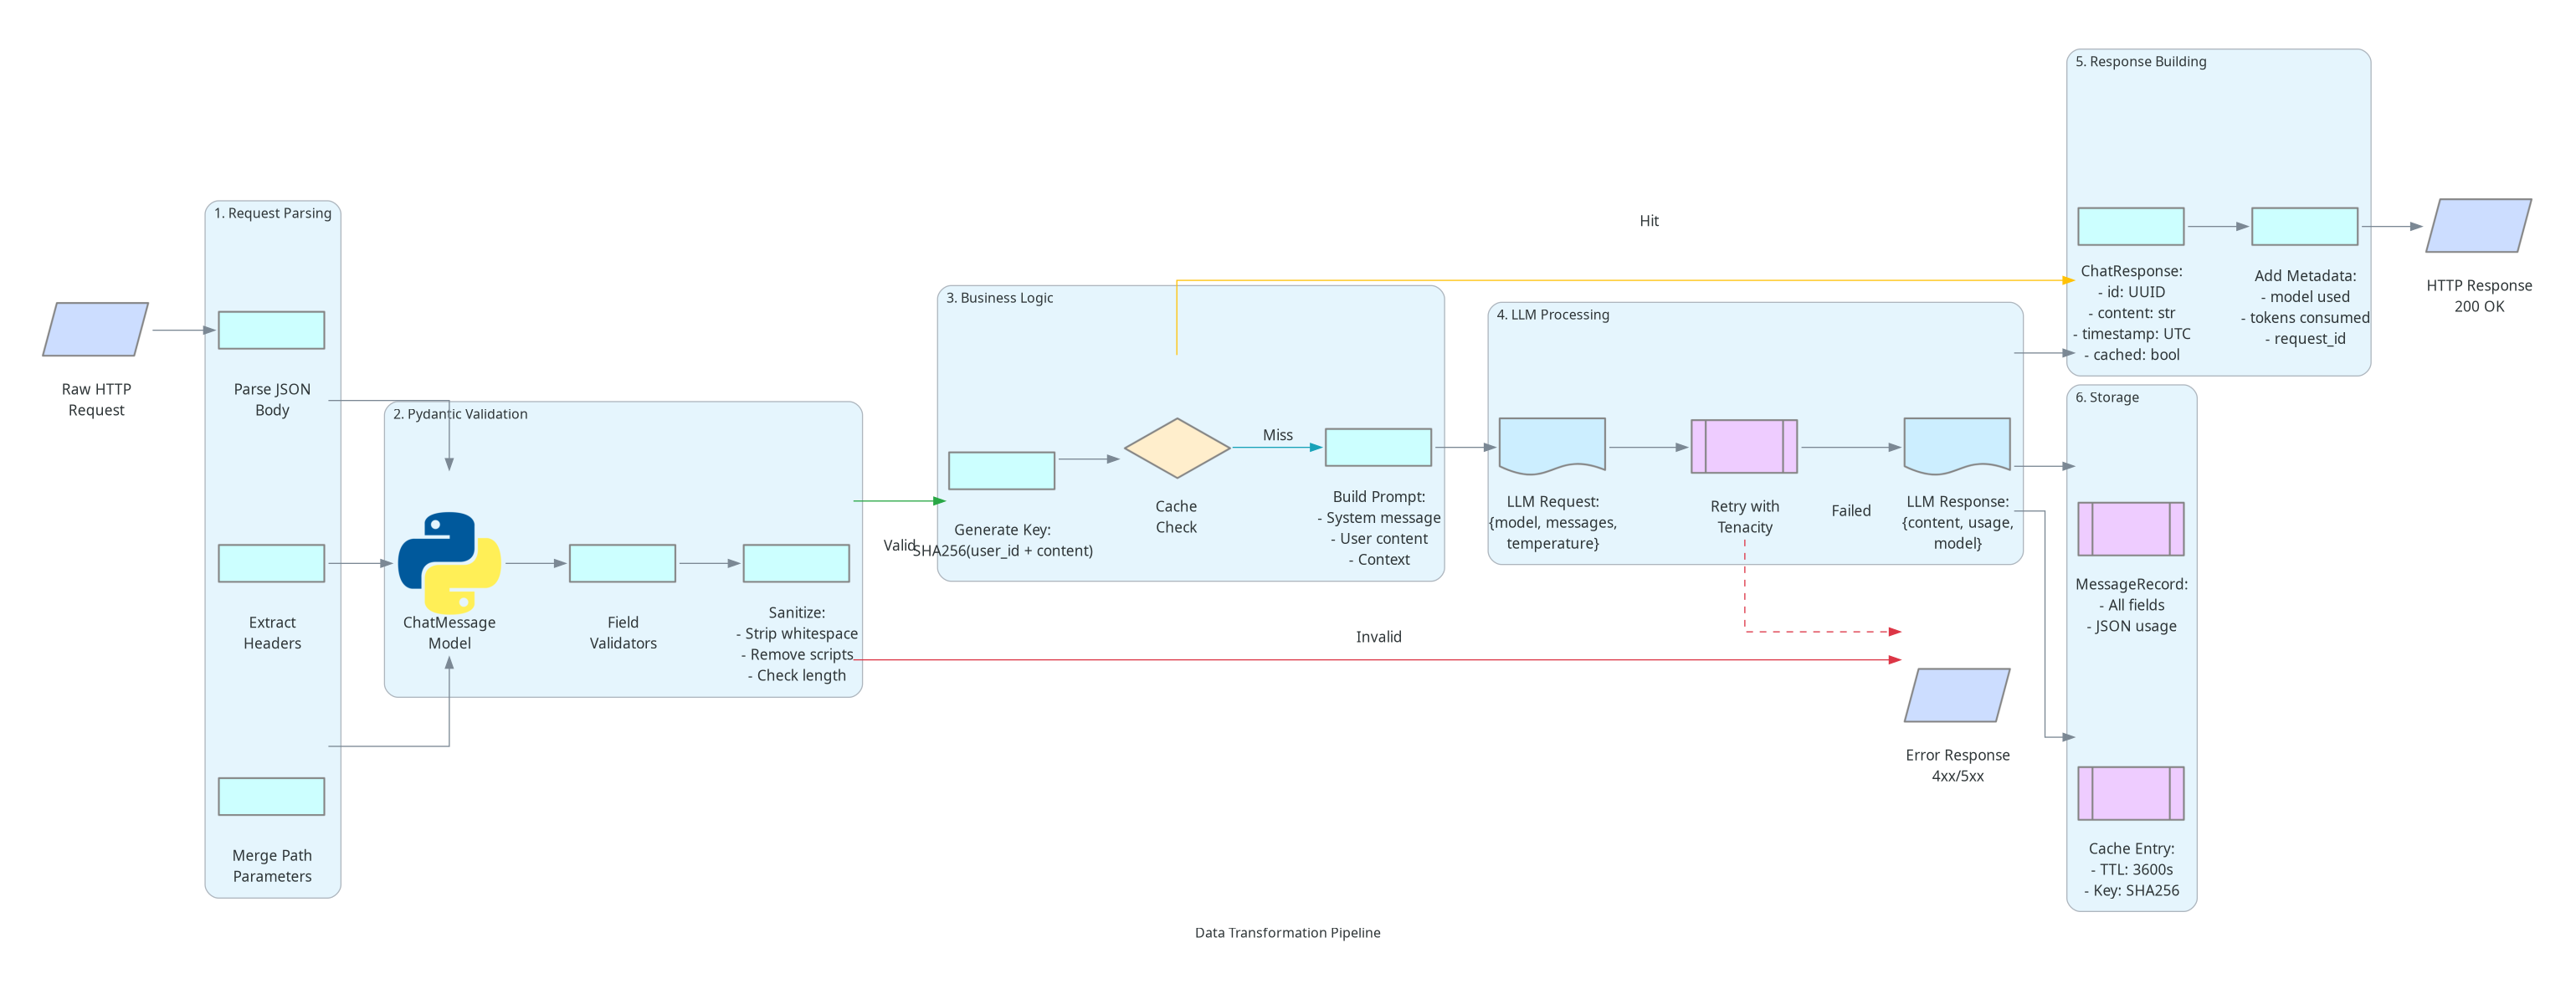 Raw HTTP
Request
1. Request Parsing
Parse JSON
Body
Extract
Headers
Merge Path
Parameters
2. Pydantic Validation
ChatMessage
Model
Field
Validators
Sanitize:
- Strip whitespace
- Remove scripts
- Check length
Valid
Invalid
3. Business Logic
Generate Key:
SHA256(user_id + content)
Cache
Check
Hit
Miss
Build Prompt:
- System message
- User content
- Context
4. LLM Processing
LLM Request:
{model, messages,
temperature}
Retry with
Tenacity
Failed
LLM Response:
{content, usage,
model}
Error Response
4xx/5xx
5. Response Building
ChatResponse:
- id: UUID
- content: str
- timestamp: UTC
- cached: bool
Add Metadata:
- model used
- tokens consumed
- request_id
HTTP Response
200 OK
6. Storage
MessageRecord:
- All fields
- JSON usage
Cache Entry:
- TTL: 3600s
- Key: SHA256
Data Transformation Pipeline